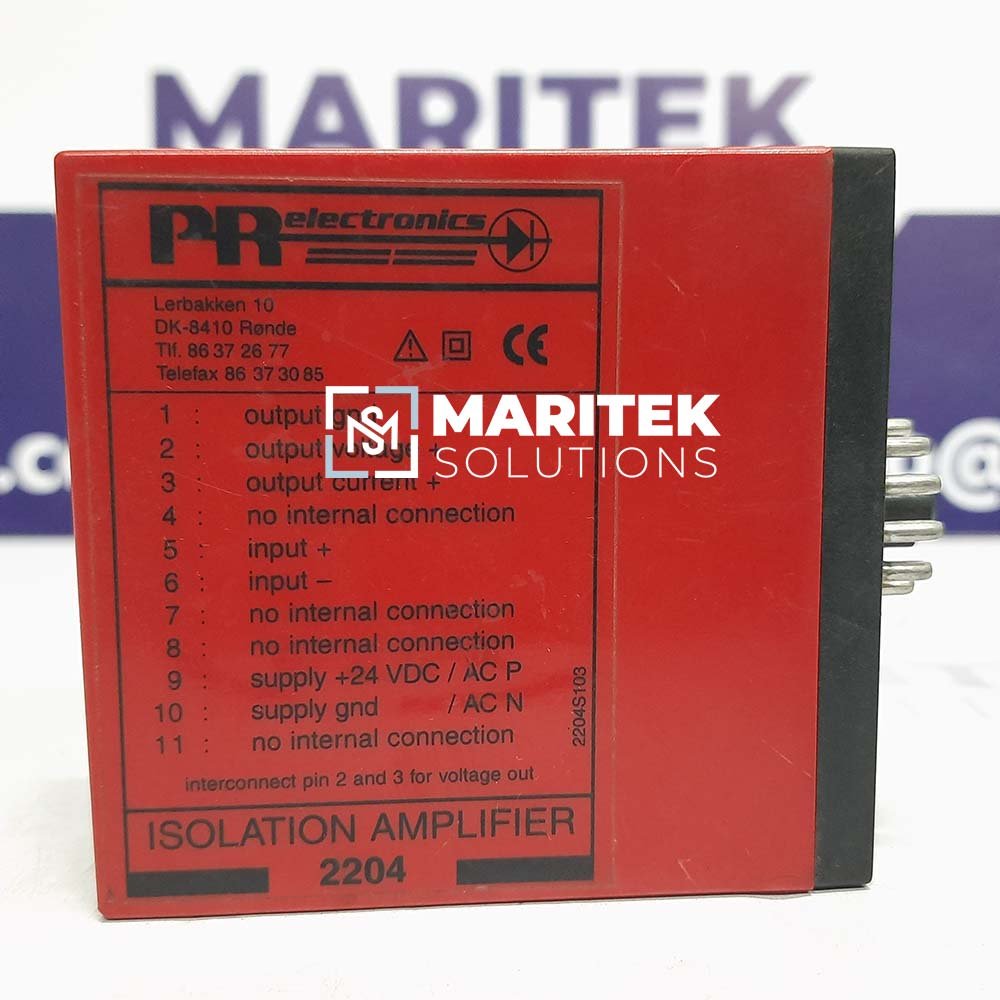 MARITEK
PR electronics
Lerbakken 10
DK-8410 Rønde
Tlf. 86 37 26 77
Telefax 86 37 30 85
CE
1 : output gnd
2 : output voltage +
3 : output current +
4 : no internal connection
5 : input +
6 : input –
7 : no internal connection
8 : no internal connection
9 : supply +24 VDC / AC P
10 : supply gnd / AC N
11 : no internal connection
2204S103
interconnect pin 2 and 3 for voltage out
ISOLATION AMPLIFIER
2204
MS MARITEK
SOLUTIONS
@